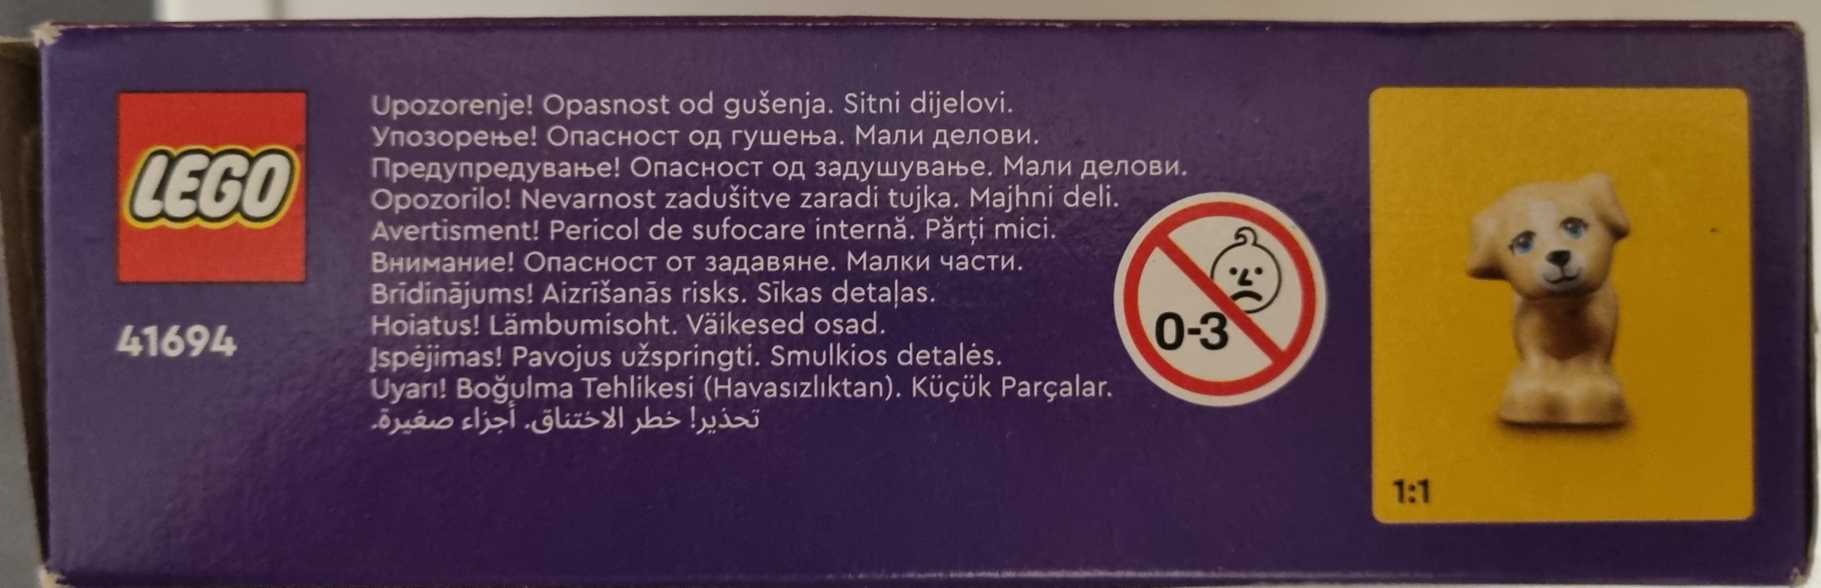 LEGO
41694
Upozorenje! Opasnost od gušenja. Sitni dijelovi.
Упозорење! Опасност од гушења. Мали делови.
Предупредување! Опасност од задушување. Мали делови.
Opozorilo! Nevarnost zadušitve zaradi tujka. Majhni deli.
Avertisment! Pericol de sufocare internă. Părți mici.
Внимание! Опасност от задавяне. Малки части.
Brīdinājums! Aizrīšanās risks. Sīkas detaļas.
Hoiatus! Lämbumisoht. Väikesed osad.
Įspėjimas! Pavojus užspringti. Smulkios detalės.
Uyarı! Boğulma Tehlikesi (Havasızlıktan). Küçük Parçalar.
تحذير! خطر الاختناق. أجزاء صغيرة.
0-3
1:1